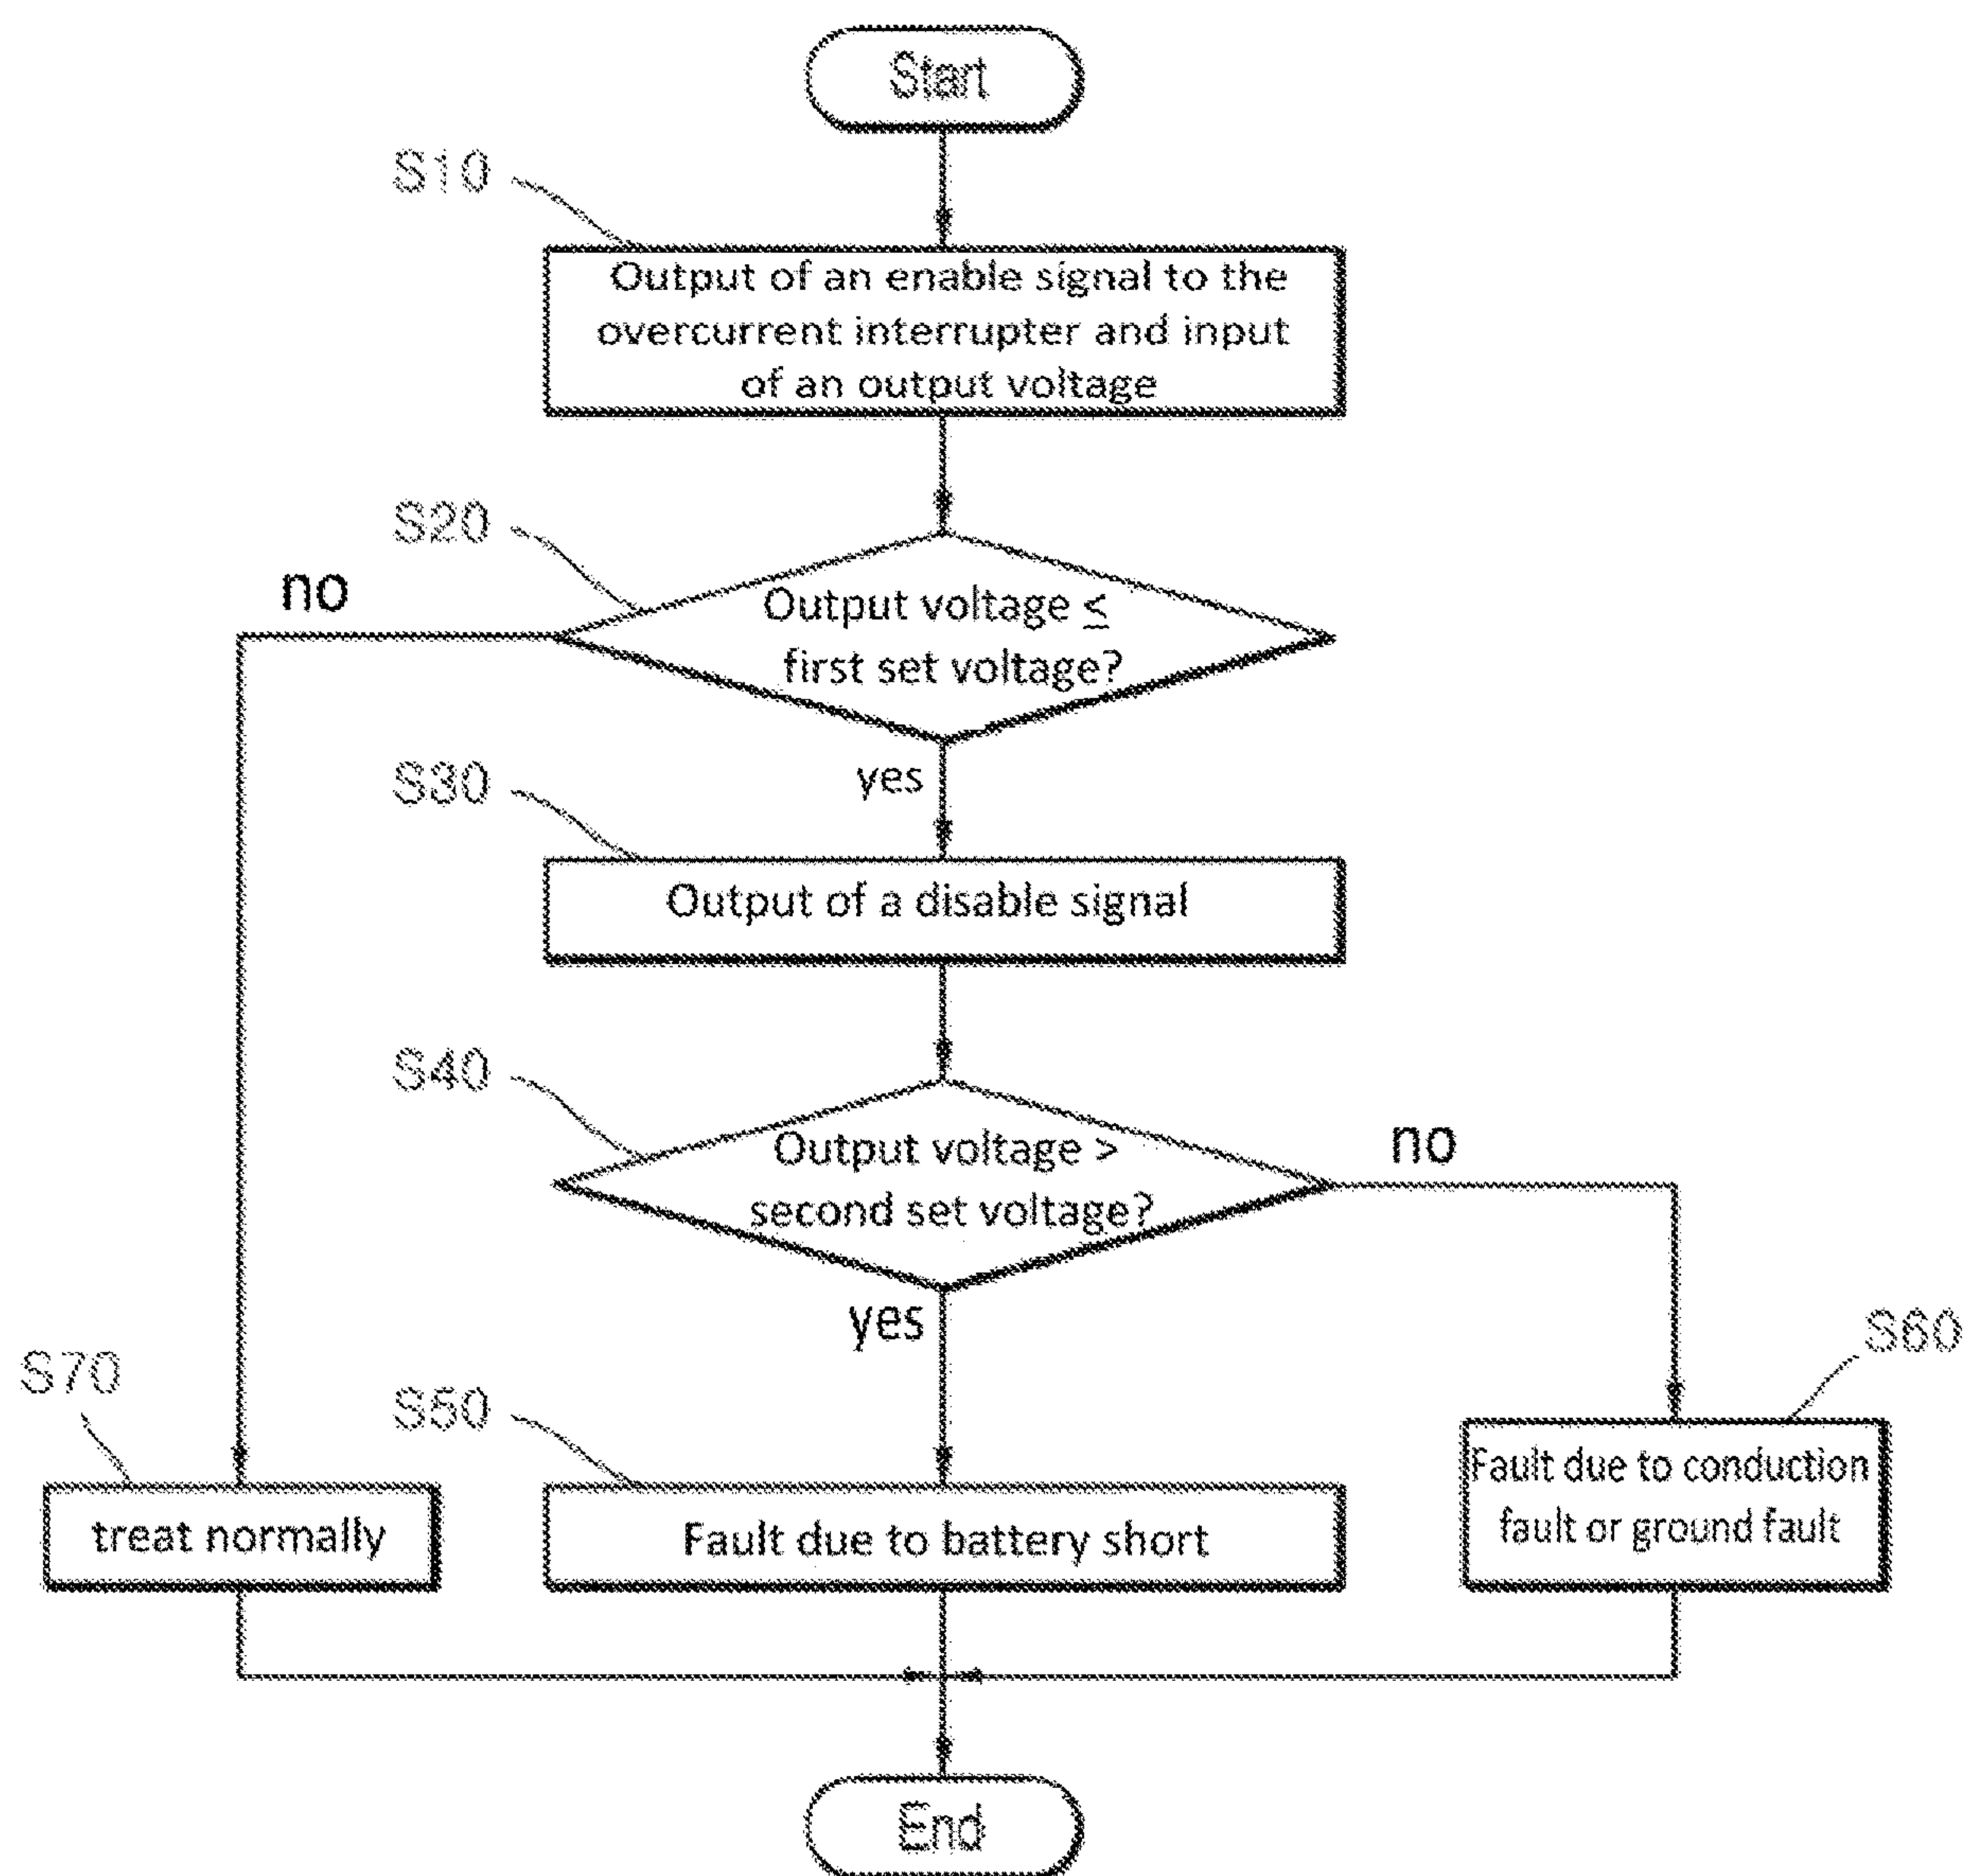 Start
S10
Output of an enable signal to the
overcurrent interrupter and input
of an output voltage
S20
no
Output voltage ≤
first set voltage?
yes
S30
Output of a disable signal
S40
Output voltage >
second set voltage?
no
yes
S60
S70
S50
Fault due to conduction
fault or ground fault
treat normally
Fault due to battery short
End